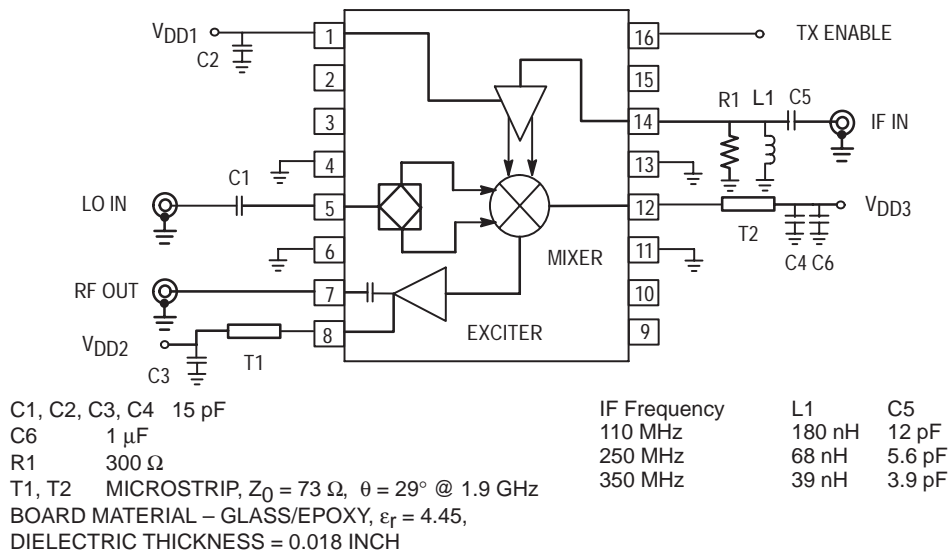 VDD1
C2
1
16
TX ENABLE
2
15
3
14
R1 L1 C5
IF IN
4
13
LO IN
C1
5
12
T2
VDD3
C4 C6
6
11
MIXER
RF OUT
7
10
VDD2
C3
T1
8
9
EXCITER
C1, C2, C3, C4 15 pF
C6 1 μF
R1 300 Ω
T1, T2 MICROSTRIP, Z0 = 73 Ω, θ = 29° @ 1.9 GHz
BOARD MATERIAL – GLASS/EPOXY, εr = 4.45,
DIELECTRIC THICKNESS = 0.018 INCH
IF Frequency L1 C5
110 MHz 180 nH 12 pF
250 MHz 68 nH 5.6 pF
350 MHz 39 nH 3.9 pF